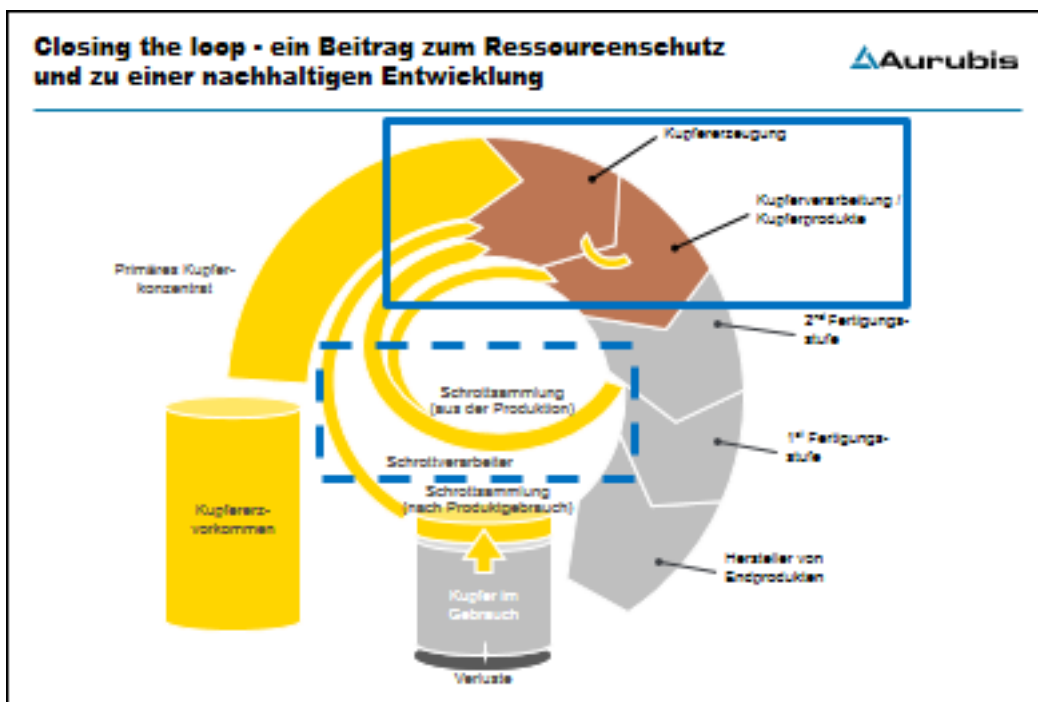 Closing the loop - ein Beitrag zum Ressourcenschutz
und zu einer nachhaltigen Entwicklung
Aurubis
Kupfererzeugung
Kupferverarbeitung /
Kupferprodukte
Primäres Kupfer-
konzentrat
2nd Fertigungs-
stufe
Schrottsammlung
(aus der Produktion)
1st Fertigungs-
stufe
Schrottverarbeiter
Schrottsammlung
(nach Produktgebrauch)
Kupfererz-
vorkommen
Hersteller von
Endprodukten
Kupfer im
Gebrauch
Verluste